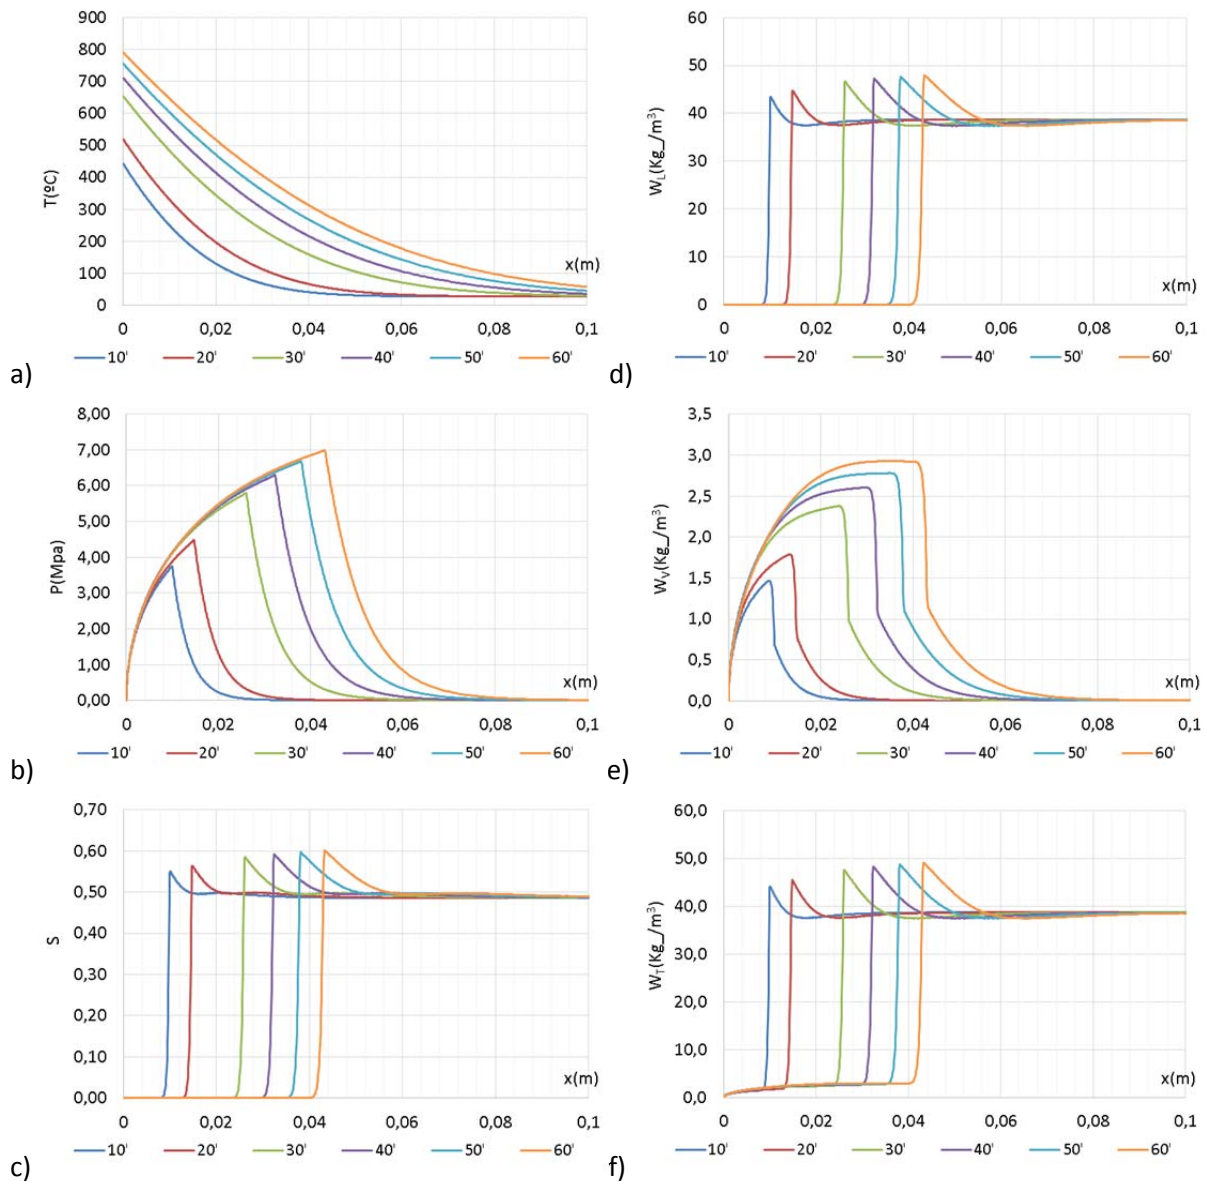 900
800
700
600
500
400
300
200
100
0
T(ºC)
x(m)
0 0,02 0,04 0,06 0,08 0,1
10' 20' 30' 40' 50' 60'
a)
60
50
40
30
20
10
0
W_L(Kg_/m³)
x(m)
0 0,02 0,04 0,06 0,08 0,1
10' 20' 30' 40' 50' 60'
d)
8,00
7,00
6,00
5,00
4,00
3,00
2,00
1,00
0,00
P(Mpa)
x(m)
0 0,02 0,04 0,06 0,08 0,1
10' 20' 30' 40' 50' 60'
b)
3,5
3,0
2,5
2,0
1,5
1,0
0,5
0,0
W_V(Kg_/m³)
x(m)
0 0,02 0,04 0,06 0,08 0,1
10' 20' 30' 40' 50' 60'
e)
0,70
0,60
0,50
0,40
0,30
0,20
0,10
0,00
S
x(m)
0 0,02 0,04 0,06 0,08 0,1
10' 20' 30' 40' 50' 60'
c)
60,0
50,0
40,0
30,0
20,0
10,0
0,0
W_T(Kg_/m³)
x(m)
0 0,02 0,04 0,06 0,08 0,1
10' 20' 30' 40' 50' 60'
f)